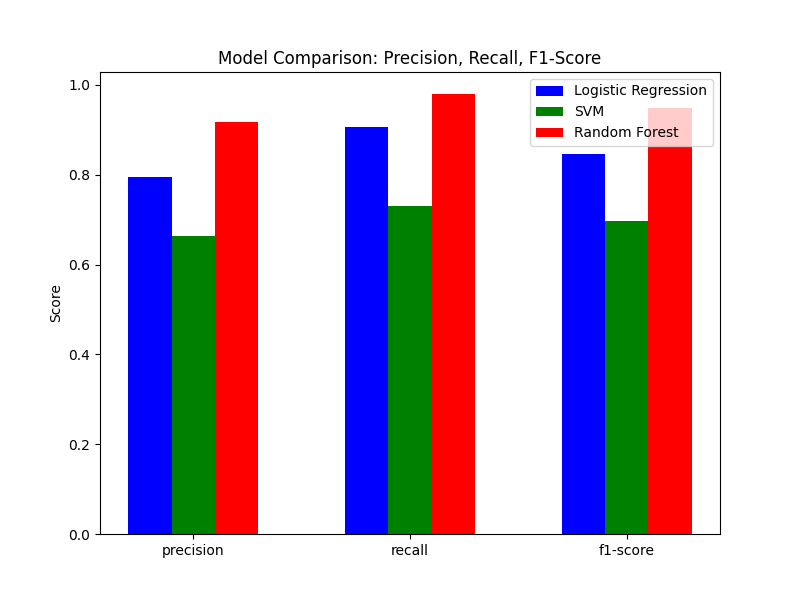 Model Comparison: Precision, Recall, F1-Score
Logistic Regression
SVM
Random Forest
Score
1.0
0.8
0.6
0.4
0.2
0.0
precision recall f1-score